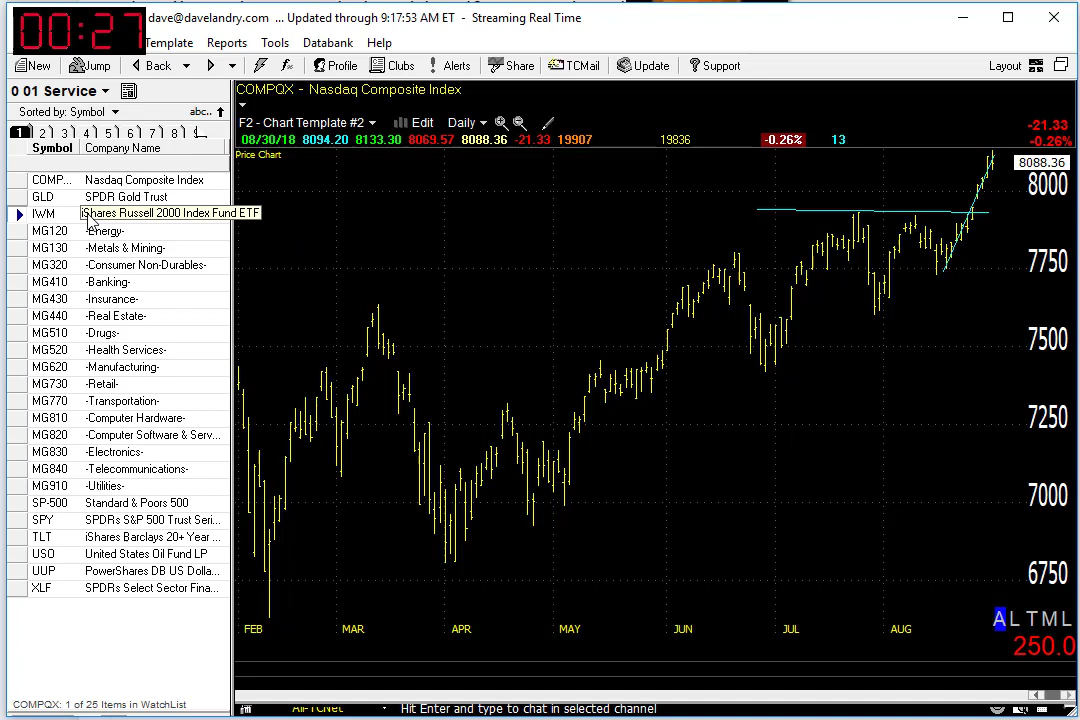 00:27
dave@davelandry.com ... Updated through 9:17:53 AM ET - Streaming Real Time
Template Reports Tools Databank Help
New Jump Back Profile Clubs Alerts Share TCMail Update Support Layout
0 01 Service
Sorted by: Symbol abc..
1 2 3 4 5 6 7 8
Symbol Company Name
COMP... Nasdaq Composite Index
GLD SPDR Gold Trust
IWM iShares Russell 2000 Index Fund ETF
MG120 -Energy-
MG130 -Metals & Mining-
MG320 -Consumer Non-Durables-
MG410 -Banking-
MG430 -Insurance-
MG440 -Real Estate-
MG510 -Drugs-
MG520 -Health Services-
MG620 -Manufacturing-
MG730 -Retail-
MG770 -Transportation-
MG810 -Computer Hardware-
MG820 -Computer Software & Serv...
MG830 -Electronics-
MG840 -Telecommunications-
MG910 -Utilities-
SP-500 Standard & Poors 500
SPY SPDRs S&P 500 Trust Seri...
TLT iShares Barclays 20+ Year ...
USO United States Oil Fund LP
UUP PowerShares DB US Dolla...
XLF SPDRs Select Sector Fina...
COMPQX: 1 of 25 Items in WatchList
COMPQX - Nasdaq Composite Index
F2 - Chart Template #2 Edit Daily
-21.33
08/30/18 8094.20 8133.30 8069.57 8088.36 -21.33 19907 19836 -0.26% 13
-0.26%
Price Chart
8088.36
8000
7750
7500
7250
7000
6750
A L T M L
FEB MAR APR MAY JUN JUL AUG
250.0
AllTCNet Hit Enter and type to chat in selected channel